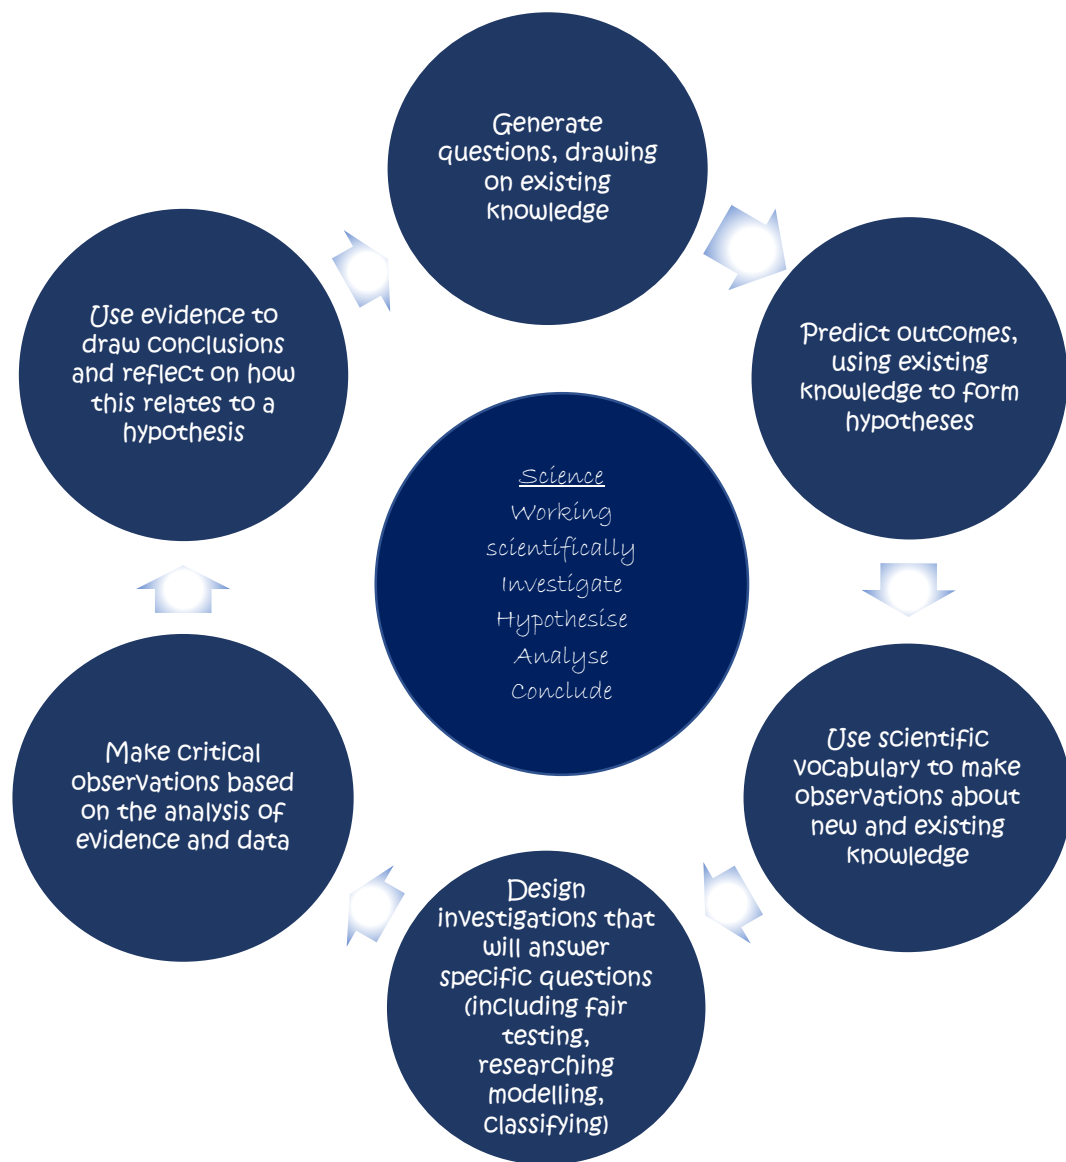 Generate
questions, drawing
on existing
knowledge
Predict outcomes,
using existing
knowledge to form
hypotheses
Use scientific
vocabulary to make
observations about
new and existing
knowledge
Design
investigations that
will answer
specific questions
(including fair
testing,
researching
modelling,
classifying)
Make critical
observations based
on the analysis of
evidence and data
Use evidence to
draw conclusions
and reflect on how
this relates to a
hypothesis
Science
Working
scientifically
Investigate
Hypothesise
Analyse
Conclude